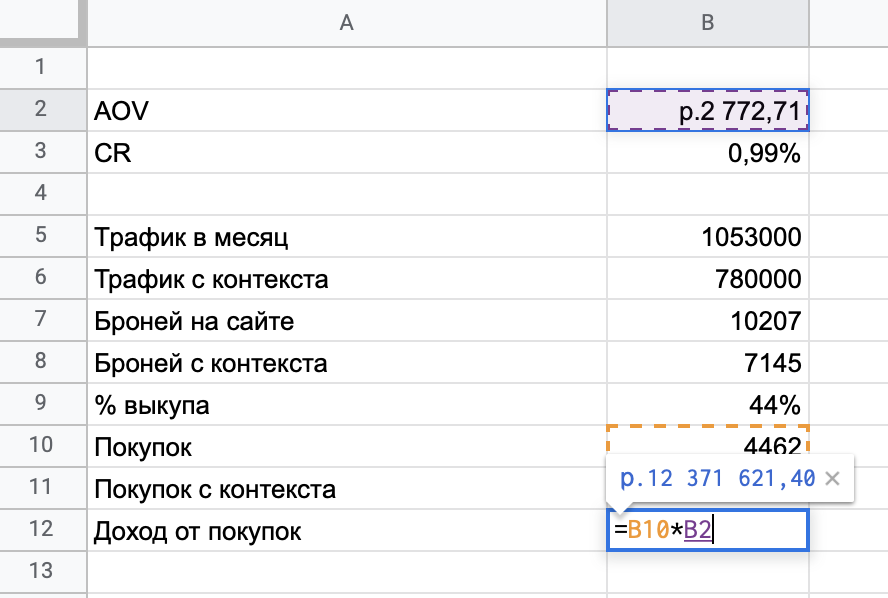 A B
1
2 AOV р.2 772,71
3 CR 0,99%
4
5 Трафик в месяц 1053000
6 Трафик с контекста 780000
7 Броней на сайте 10207
8 Броней с контекста 7145
9 % выкупа 44%
10 Покупок 4462
р.12 371 621,40 ×
11 Покупок с контекста
12 Доход от покупок =B10*B2
13